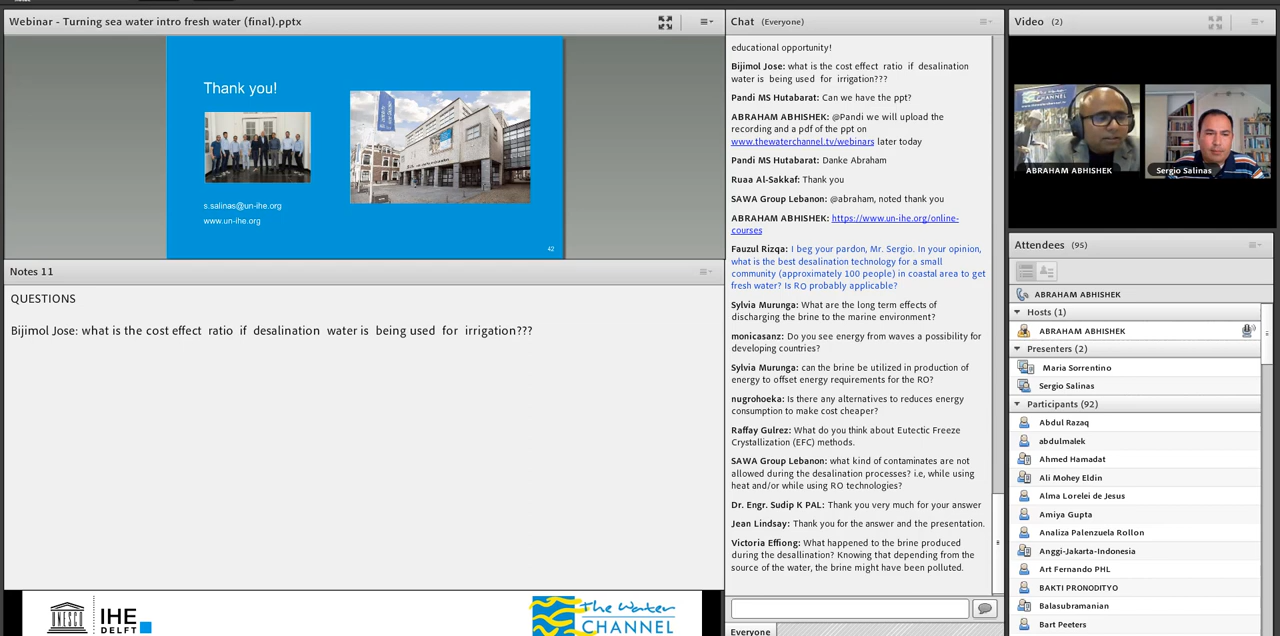 Webinar - Turning sea water intro fresh water (final).pptx
Thank you!
s.salinas@un-ihe.org
www.un-ihe.org
42
Notes 11
QUESTIONS
Bijimol Jose: what is the cost effect ratio if desalination water is being used for irrigation???
UNESCO
IHE
DELFT
The Water
CHANNEL
Chat (Everyone)
educational opportunity!
Bijimol Jose: what is the cost effect ratio if desalination
water is being used for irrigation???
Pandi MS Hutabarat: Can we have the ppt?
ABRAHAM ABHISHEK: @Pandi we will upload the
recording and a pdf of the ppt on
www.thewaterchannel.tv/webinars later today
Pandi MS Hutabarat: Danke Abraham
Ruaa Al-Sakkaf: Thank you
SAWA Group Lebanon: @abraham, noted thank you
ABRAHAM ABHISHEK: https://www.un-ihe.org/online-
courses
Fauzul Rizqa: I beg your pardon, Mr. Sergio. In your opinion,
what is the best desalination technology for a small
community (approximately 100 people) in coastal area to get
fresh water? Is RO probably applicable?
Sylvia Murunga: What are the long term effects of
discharging the brine to the marine environment?
monicasanz: Do you see energy from waves a possibility for
developing countries?
Sylvia Murunga: can the brine be utilized in production of
energy to offset energy requirements for the RO?
nugrohoeka: Is there any alternatives to reduces energy
consumption to make cost cheaper?
Raffay Gulrez: What do you think about Eutectic Freeze
Crystallization (EFC) methods.
SAWA Group Lebanon: what kind of contaminates are not
allowed during the desalination processes? i.e, while using
heat and/or while using RO technologies?
Dr. Engr. Sudip K PAL: Thank you very much for your answer
Jean Lindsay: Thank you for the answer and the presentation.
Victoria Effiong: What happened to the brine produced
during the desallination? Knowing that depending from the
source of the water, the brine might have been polluted.
Everyone
Video (2)
ABRAHAM ABHISHEK
Sergio Salinas
Attendees (95)
ABRAHAM ABHISHEK
Hosts (1)
ABRAHAM ABHISHEK
Presenters (2)
Maria Sorrentino
Sergio Salinas
Participants (92)
Abdul Razaq
abdulmalek
Ahmed Hamadat
Ali Mohey Eldin
Alma Lorelei de Jesus
Amiya Gupta
Analiza Palenzuela Rollon
Anggi-Jakarta-Indonesia
Art Fernando PHL
BAKTI PRONODITYO
Balasubramanian
Bart Peeters